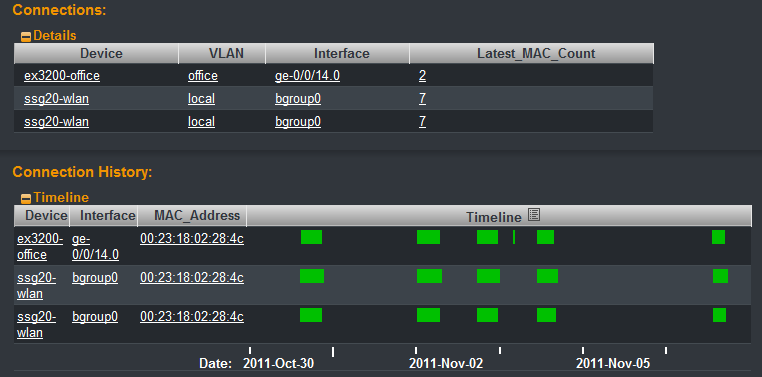 Connections:
Details
Device VLAN Interface Latest_MAC_Count
ex3200-office office ge-0/0/14.0 2
ssg20-wlan local bgroup0 7
ssg20-wlan local bgroup0 7
Connection History:
Timeline
Device Interface MAC_Address Timeline
ex3200- ge- 00:23:18:02:28:4c
office 0/0/14.0
ssg20- bgroup0 00:23:18:02:28:4c
wlan
ssg20- bgroup0 00:23:18:02:28:4c
wlan
Date: 2011-Oct-30 2011-Nov-02 2011-Nov-05